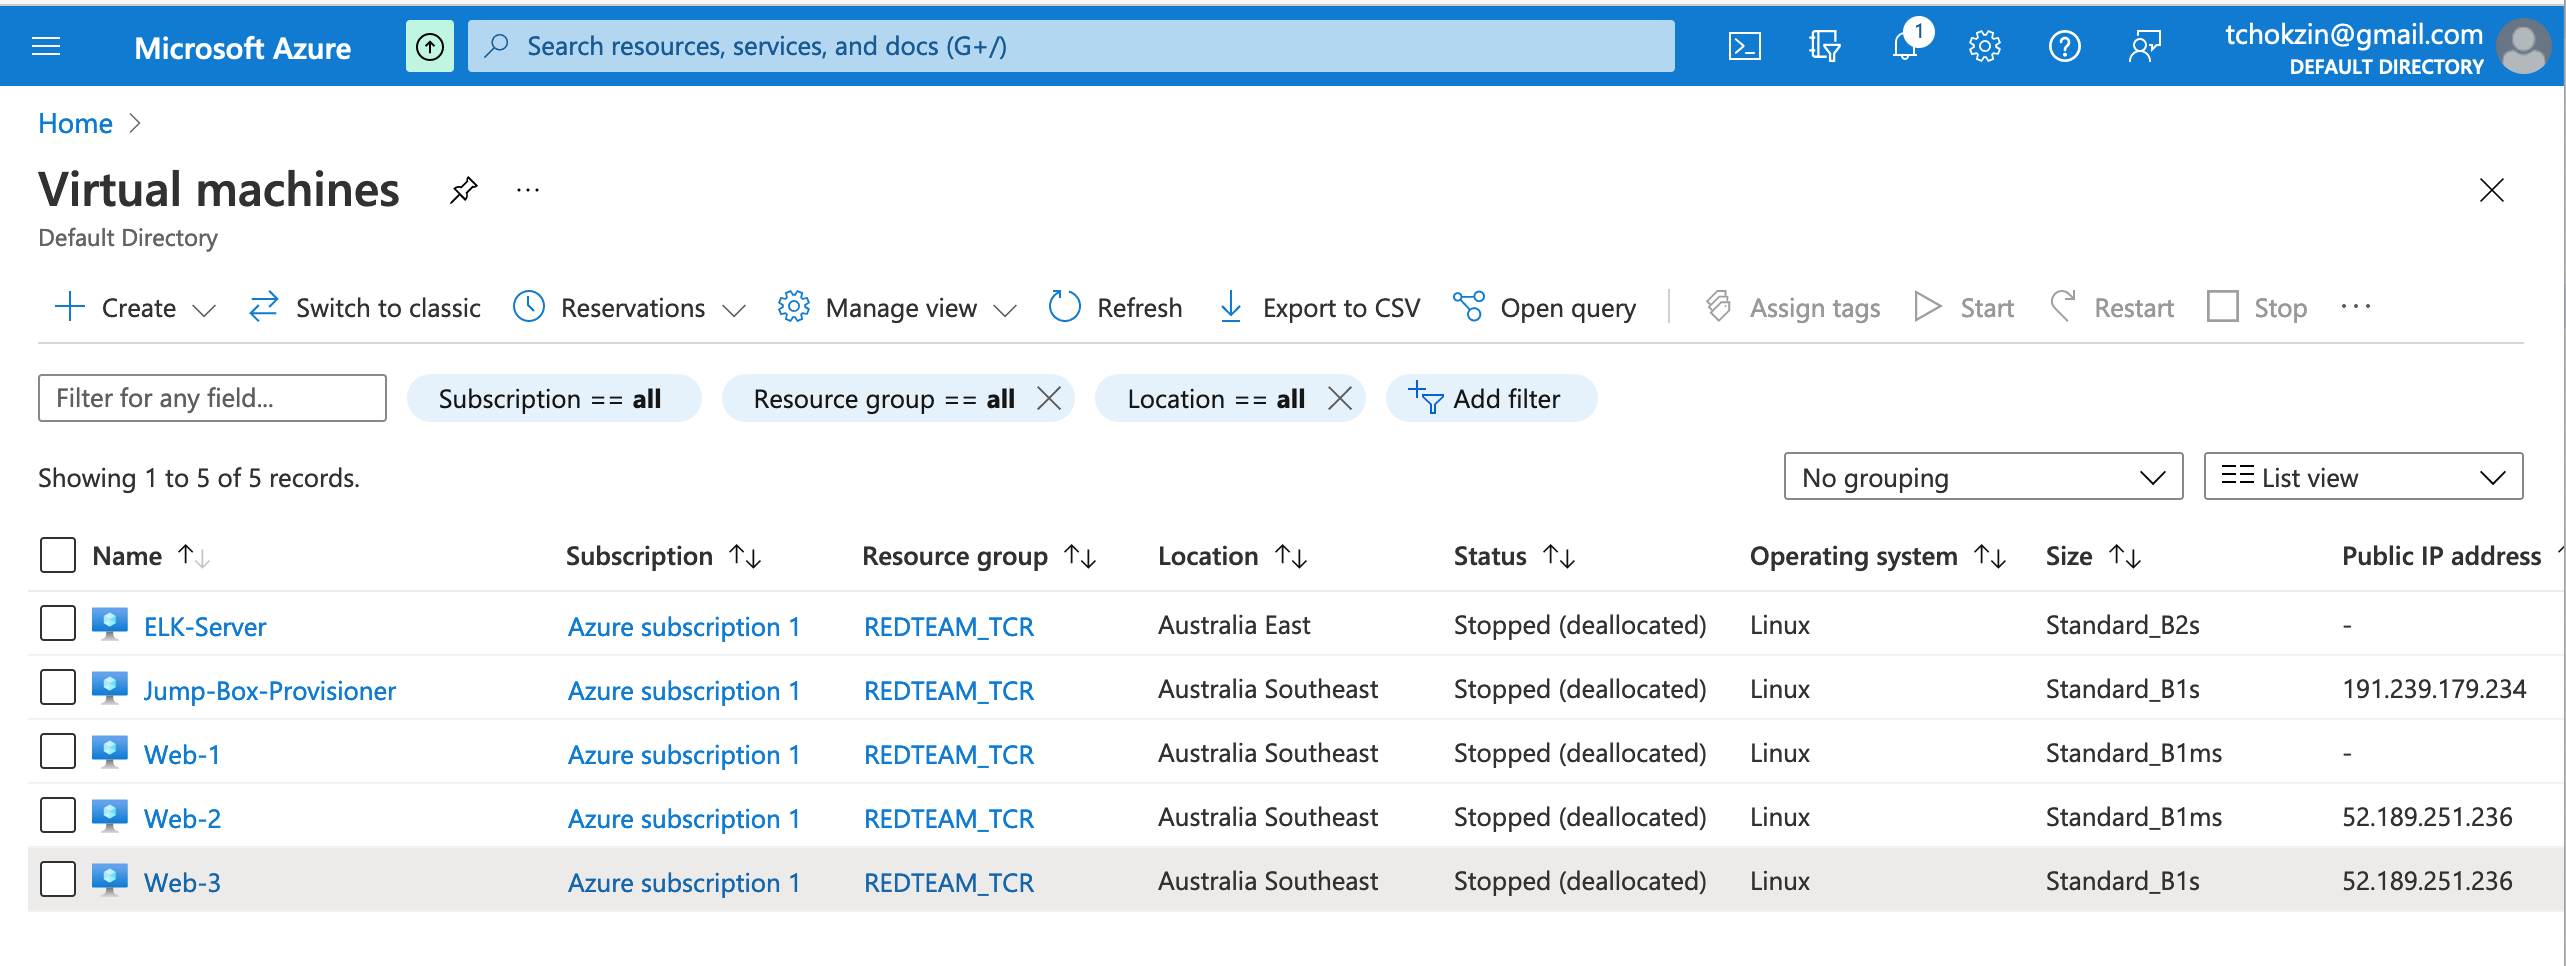 Microsoft Azure
Search resources, services, and docs (G+/)
1
tchokzin@gmail.com
DEFAULT DIRECTORY
Home
Virtual machines
Default Directory
Create Switch to classic Reservations Manage view Refresh Export to CSV Open query Assign tags Start Restart Stop
Filter for any field... Subscription == all Resource group == all Location == all Add filter
Showing 1 to 5 of 5 records. No grouping List view
Name Subscription Resource group Location Status Operating system Size Public IP address
ELK-Server Azure subscription 1 REDTEAM_TCR Australia East Stopped (deallocated) Linux Standard_B2s -
Jump-Box-Provisioner Azure subscription 1 REDTEAM_TCR Australia Southeast Stopped (deallocated) Linux Standard_B1s 191.239.179.234
Web-1 Azure subscription 1 REDTEAM_TCR Australia Southeast Stopped (deallocated) Linux Standard_B1ms -
Web-2 Azure subscription 1 REDTEAM_TCR Australia Southeast Stopped (deallocated) Linux Standard_B1ms 52.189.251.236
Web-3 Azure subscription 1 REDTEAM_TCR Australia Southeast Stopped (deallocated) Linux Standard_B1s 52.189.251.236